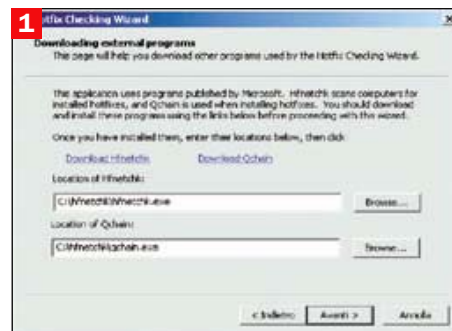 1
Hotfix Checking Wizard
Downloading external programs
This page will help you download other programs used by the Hotfix Checking Wizard.
This application uses programs published by Microsoft. Hfnetchk scans computers for
installed hotfixes, and Qchain is used when installing hotfixes. You should download
and install these programs using the links below before proceeding with this wizard.
Once you have installed them, enter their locations below, then click
Download Hfnetchk Download Qchain
Location of Hfnetchk:
C:\hfnetchk\hfnetchk.exe Browse...
Location of Qchain:
C:\hfnetchk\qchain.exe Browse...
< Indietro Avanti > Annulla